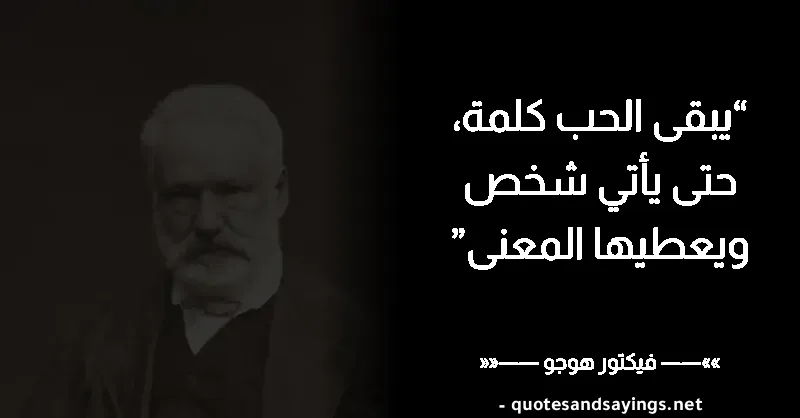 “يبقى الحب كلمة،
حتى يأتي شخص
ويعطيها المعنى”
»»—— فيكتور هوجو ——««
- quotesandsayings.net